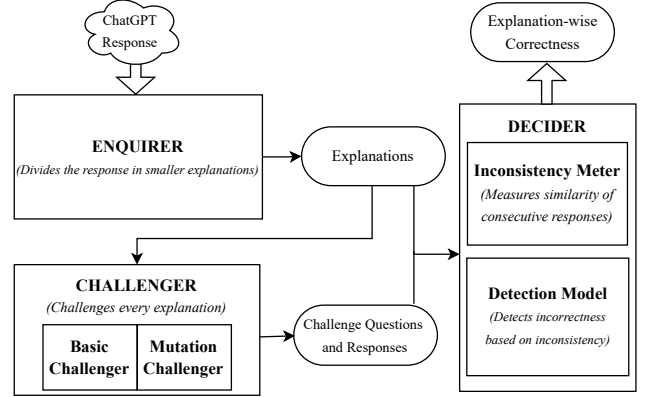 ChatGPT
Response
ENQUIRER
(Divides the response in smaller explanations)
Explanations
CHALLENGER
(Challenges every explanation)
Basic
Challenger
Mutation
Challenger
Challenge Questions
and Responses
Explanation-wise
Correctness
DECIDER
Inconsistency Meter
(Measures similarity of
consecutive responses)
Detection Model
(Detects incorrectness
based on inconsistency)